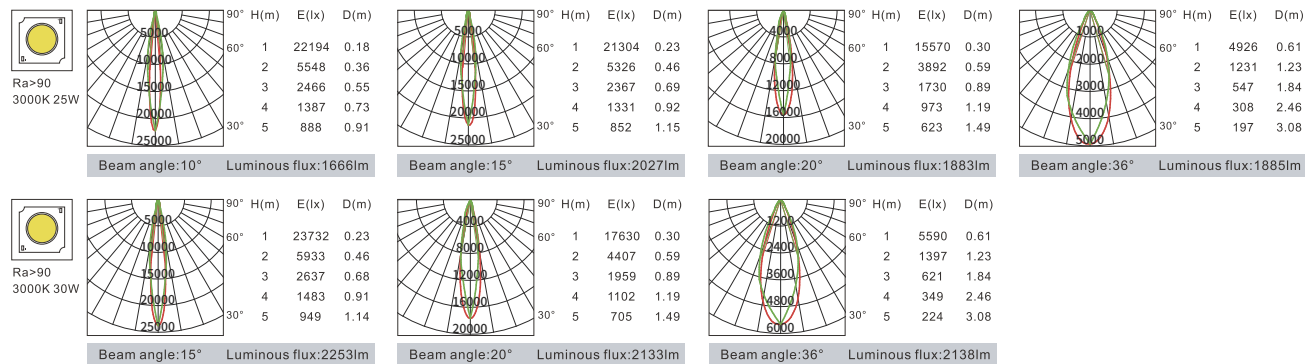 Ra>90
3000K 25W
5000
10000
15000
20000
25000
90°
60°
30°
H(m) E(lx) D(m)
1 22194 0.18
2 5548 0.36
3 2466 0.55
4 1387 0.73
5 888 0.91
Beam angle:10° Luminous flux:1666lm
5000
10000
15000
20000
25000
90°
60°
30°
H(m) E(lx) D(m)
1 21304 0.23
2 5326 0.46
3 2367 0.69
4 1331 0.92
5 852 1.15
Beam angle:15° Luminous flux:2027lm
4000
8000
12000
16000
20000
90°
60°
30°
H(m) E(lx) D(m)
1 15570 0.30
2 3892 0.59
3 1730 0.89
4 973 1.19
5 623 1.49
Beam angle:20° Luminous flux:1883lm
1000
2000
3000
4000
5000
90°
60°
30°
H(m) E(lx) D(m)
1 4926 0.61
2 1231 1.23
3 547 1.84
4 308 2.46
5 197 3.08
Beam angle:36° Luminous flux:1885lm
Ra>90
3000K 30W
5000
10000
15000
20000
25000
90°
60°
30°
H(m) E(lx) D(m)
1 23732 0.23
2 5933 0.46
3 2637 0.68
4 1483 0.91
5 949 1.14
Beam angle:15° Luminous flux:2253lm
4000
8000
12000
16000
20000
90°
60°
30°
H(m) E(lx) D(m)
1 17630 0.30
2 4407 0.59
3 1959 0.89
4 1102 1.19
5 705 1.49
Beam angle:20° Luminous flux:2133lm
1200
2400
3600
4800
6000
90°
60°
30°
H(m) E(lx) D(m)
1 5590 0.61
2 1397 1.23
3 621 1.84
4 349 2.46
5 224 3.08
Beam angle:36° Luminous flux:2138lm